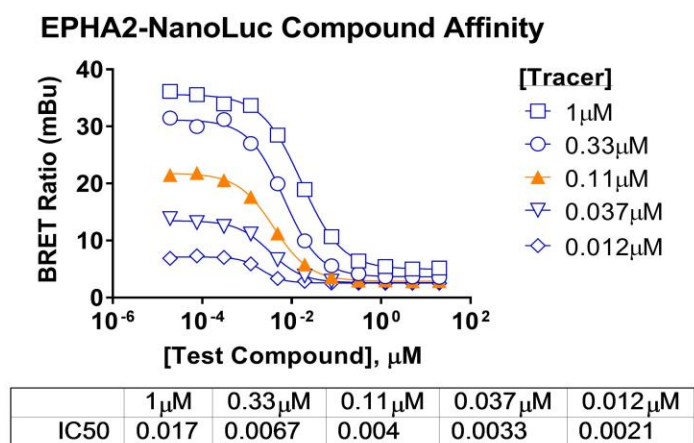 EPHA2-NanoLuc Compound Affinity
BRET Ratio (mBu)
40
30
20
10
0
10⁻⁶
10⁻⁴
10⁻²
10⁰
10²
[Test Compound], μM
[Tracer]
1μM
0.33μM
0.11μM
0.037μM
0.012μM
1μM 0.33μM 0.11μM 0.037μM 0.012μM
IC50 0.017 0.0067 0.004 0.0033 0.0021